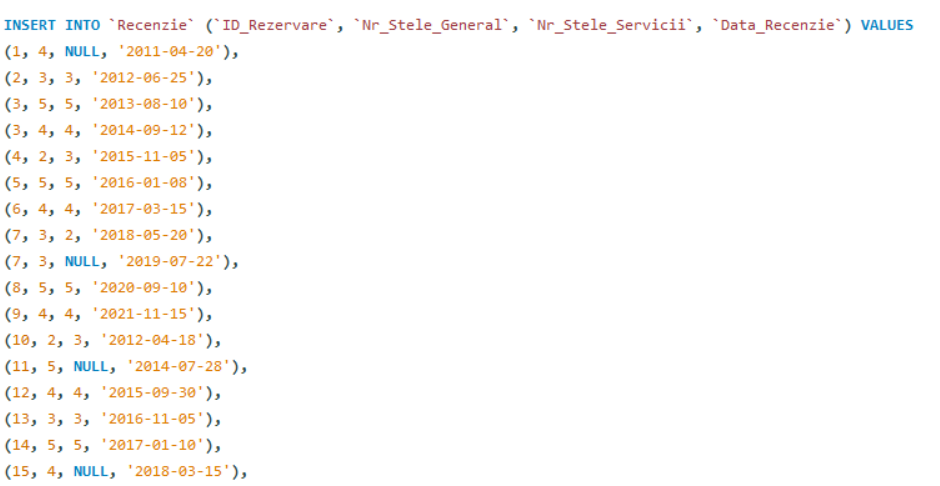 INSERT INTO `Recenzie` (`ID_Rezervare`, `Nr_Stele_General`, `Nr_Stele_Servicii`, `Data_Recenzie`) VALUES
(1, 4, NULL, '2011-04-20'),
(2, 3, 3, '2012-06-25'),
(3, 5, 5, '2013-08-10'),
(3, 4, 4, '2014-09-12'),
(4, 2, 3, '2015-11-05'),
(5, 5, 5, '2016-01-08'),
(6, 4, 4, '2017-03-15'),
(7, 3, 2, '2018-05-20'),
(7, 3, NULL, '2019-07-22'),
(8, 5, 5, '2020-09-10'),
(9, 4, 4, '2021-11-15'),
(10, 2, 3, '2012-04-18'),
(11, 5, NULL, '2014-07-28'),
(12, 4, 4, '2015-09-30'),
(13, 3, 3, '2016-11-05'),
(14, 5, 5, '2017-01-10'),
(15, 4, NULL, '2018-03-15'),